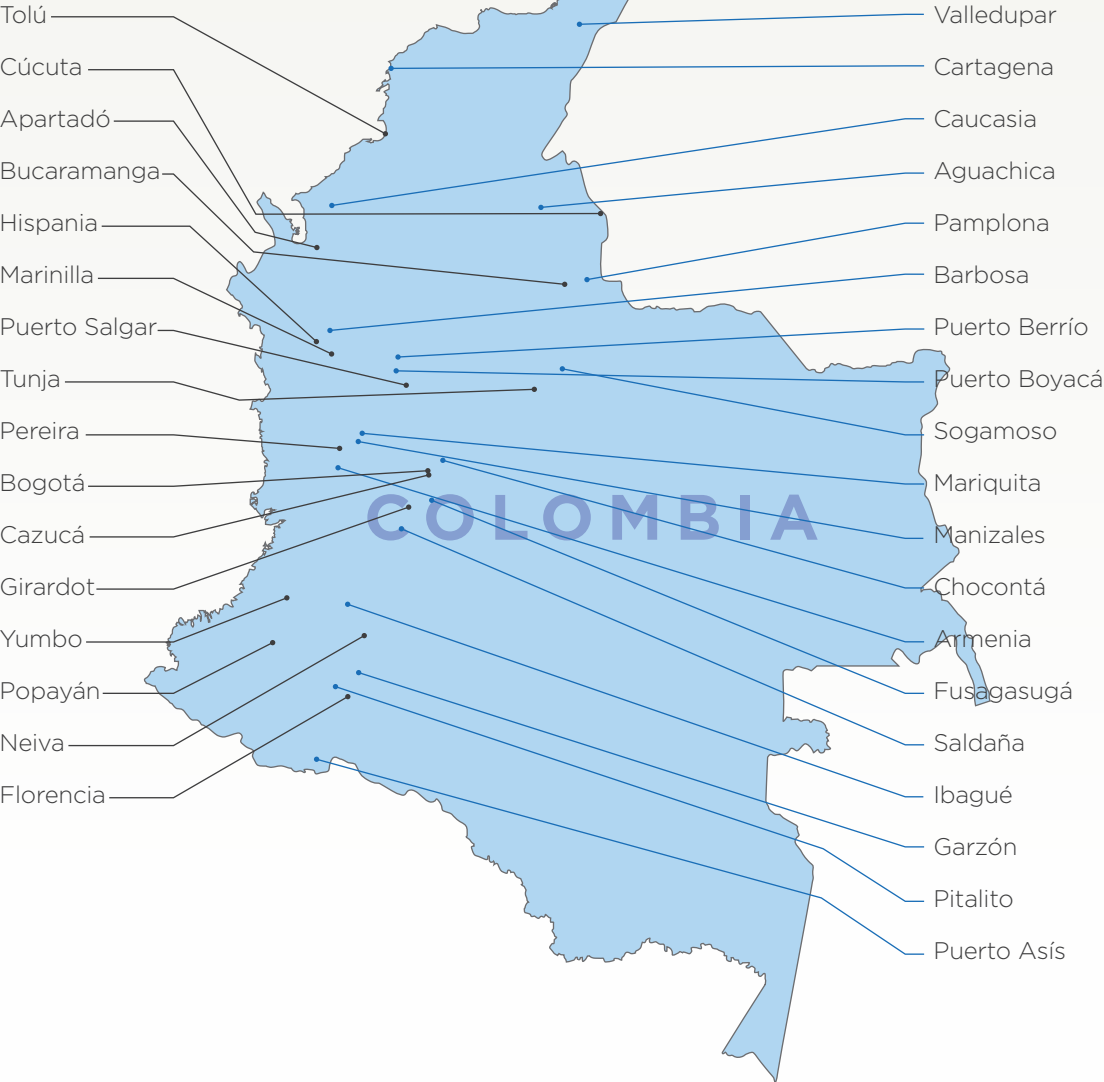 Tolú
Cúcuta
Apartadó
Bucaramanga
Hispania
Marinilla
Puerto Salgar
Tunja
Pereira
Bogotá
Cazucá
Girardot
Yumbo
Popayán
Neiva
Florencia
COLOMBIA
Valledupar
Cartagena
Caucasia
Aguachica
Pamplona
Barbosa
Puerto Berrío
Puerto Boyacá
Sogamoso
Mariquita
Manizales
Chocontá
Armenia
Fusagasugá
Saldaña
Ibagué
Garzón
Pitalito
Puerto Asís